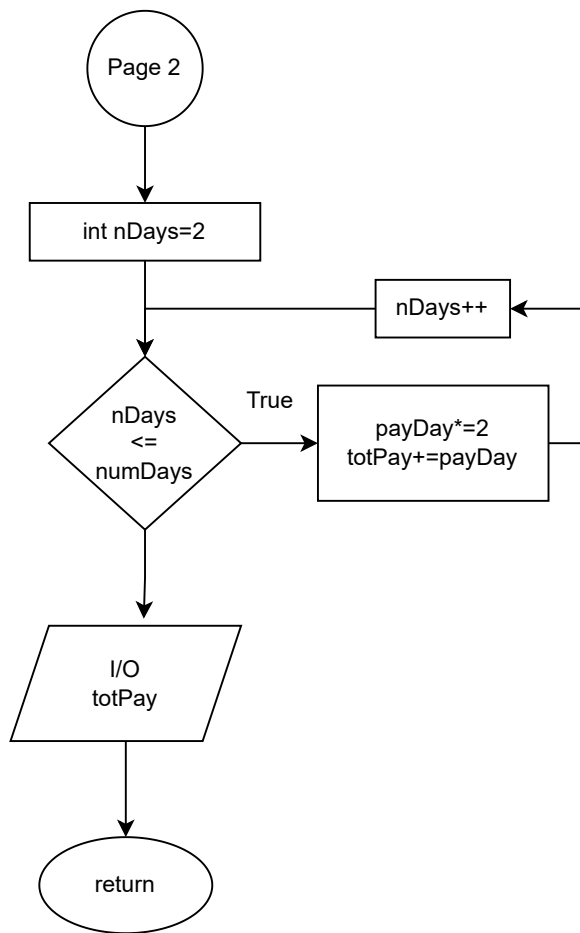 Page 2
int nDays=2
nDays++
nDays
<=
numDays
True
payDay*=2
totPay+=payDay
I/O
totPay
return